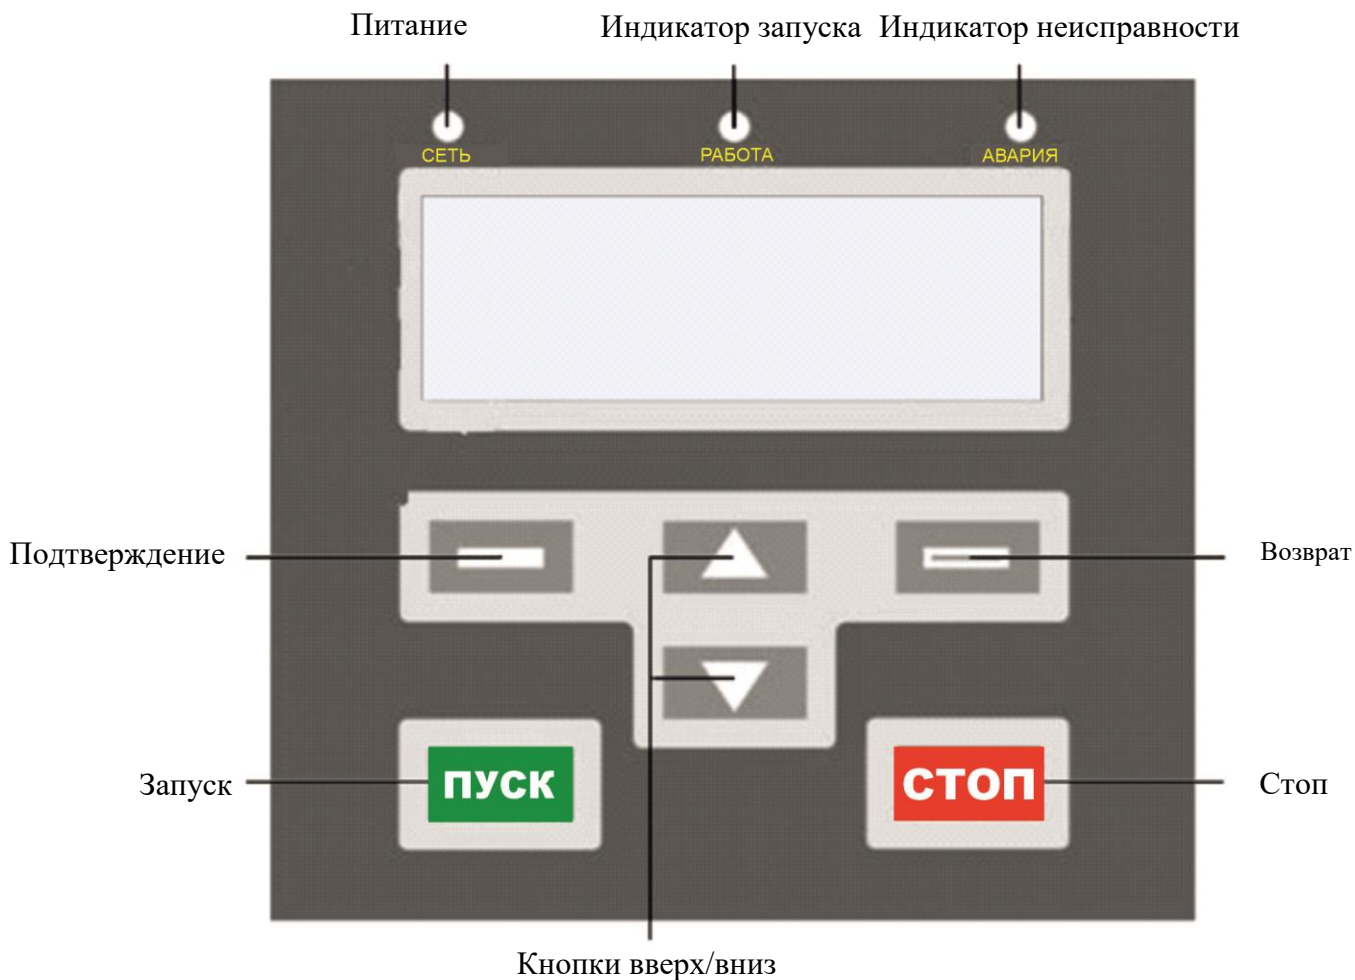 Питание
Индикатор запуска
Индикатор неисправности
СЕТЬ
РАБОТА
АВАРИЯ
Подтверждение
Возврат
Запуск
ПУСК
СТОП
Стоп
Кнопки вверх/вниз